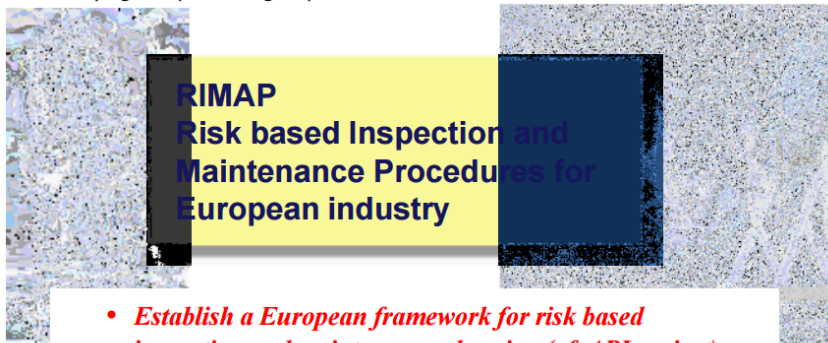 RIMAP
Risk based Inspection and
Maintenance Procedures for
European industry
• Establish a European framework for risk based